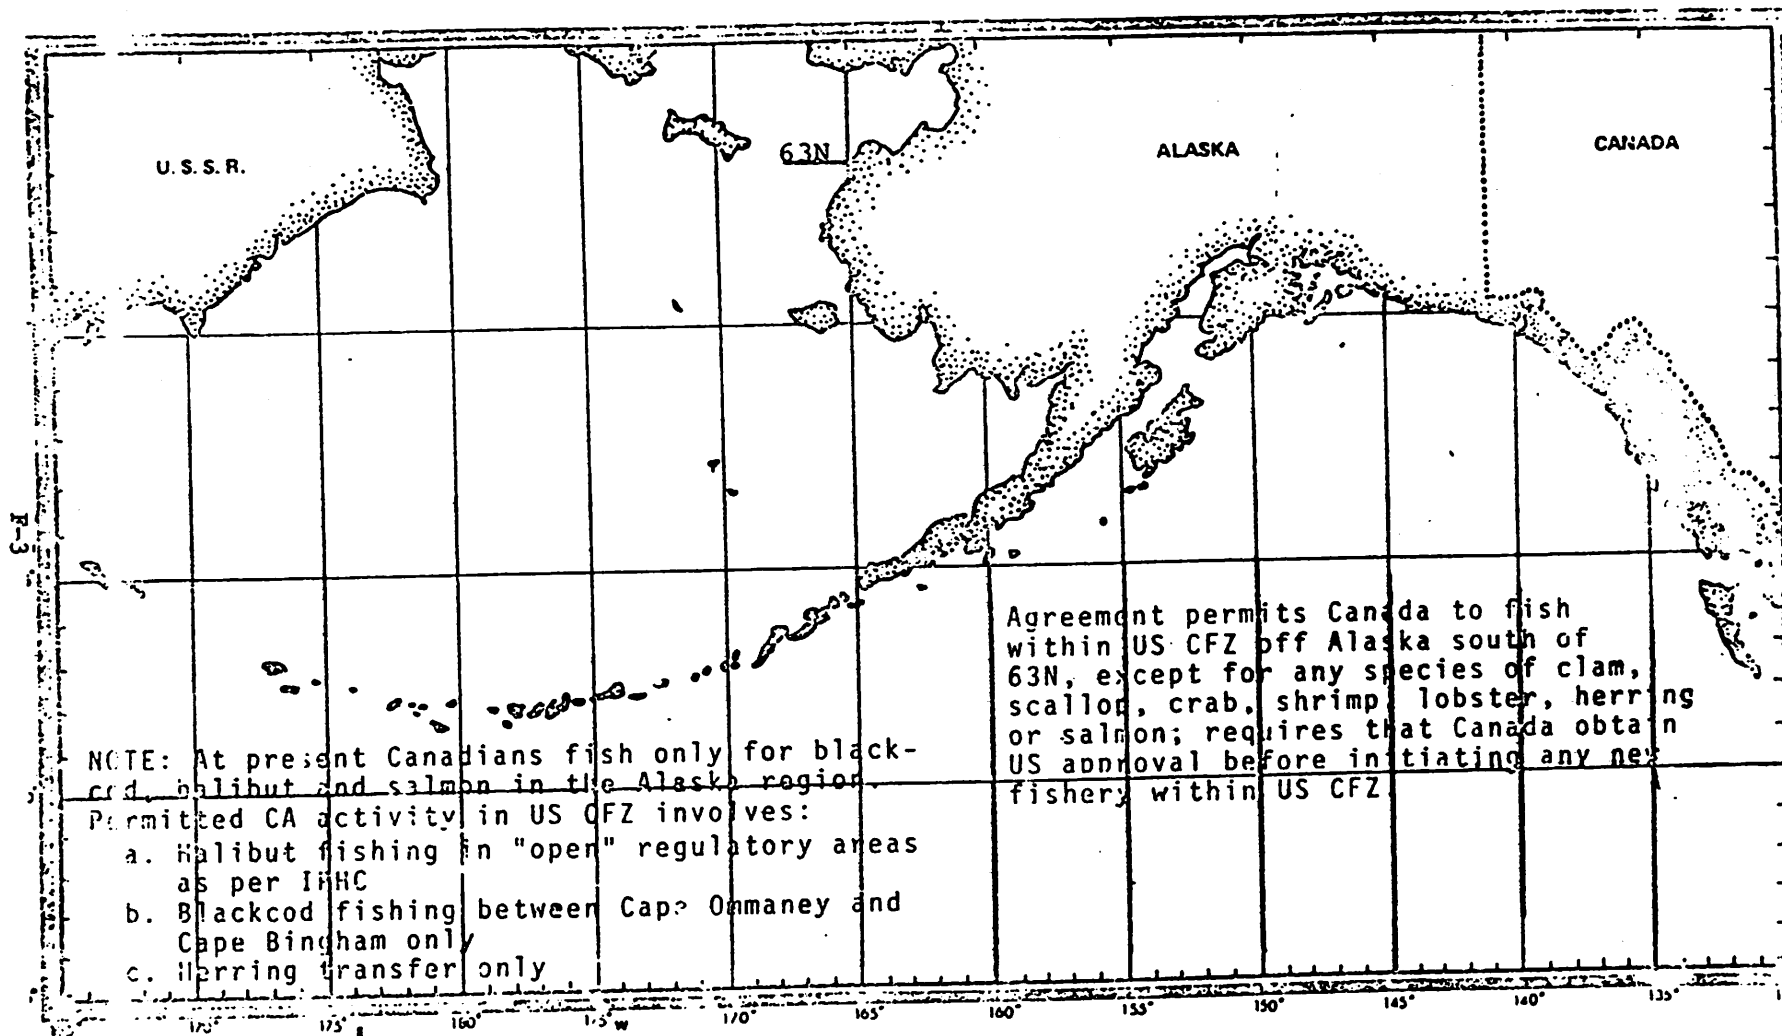 U.S.S.R.
63N
ALASKA
CANADA
F-3
Agreement permits Canada to fish
within US CFZ off Alaska south of
63N, except for any species of clam,
scallop, crab, shrimp, lobster, herring
or salmon; requires that Canada obtain
US approval before initiating any new
fishery within US CFZ.
NOTE: At present Canadians fish only for black-
cod, halibut and salmon in the Alaska region.
Permitted CA activity in US CFZ involves:
a. Halibut fishing in "open" regulatory areas
as per IPHC
b. Blackcod fishing between Cape Ommaney and
Cape Bingham only
c. Herring transfer only
175° 180° 175°W 170° 165° 160° 155° 150° 145° 140° 135°